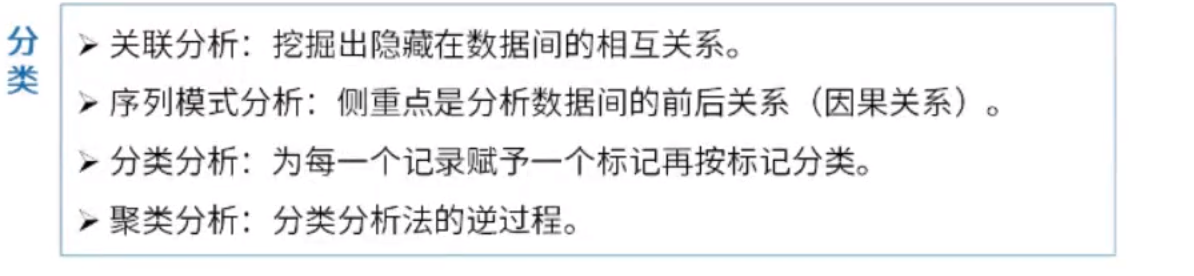 分类
➢ 关联分析：挖掘出隐藏在数据间的相互关系。
➢ 序列模式分析：侧重点是分析数据间的前后关系（因果关系）。
➢ 分类分析：为每一个记录赋予一个标记再按标记分类。
➢ 聚类分析：分类分析法的逆过程。